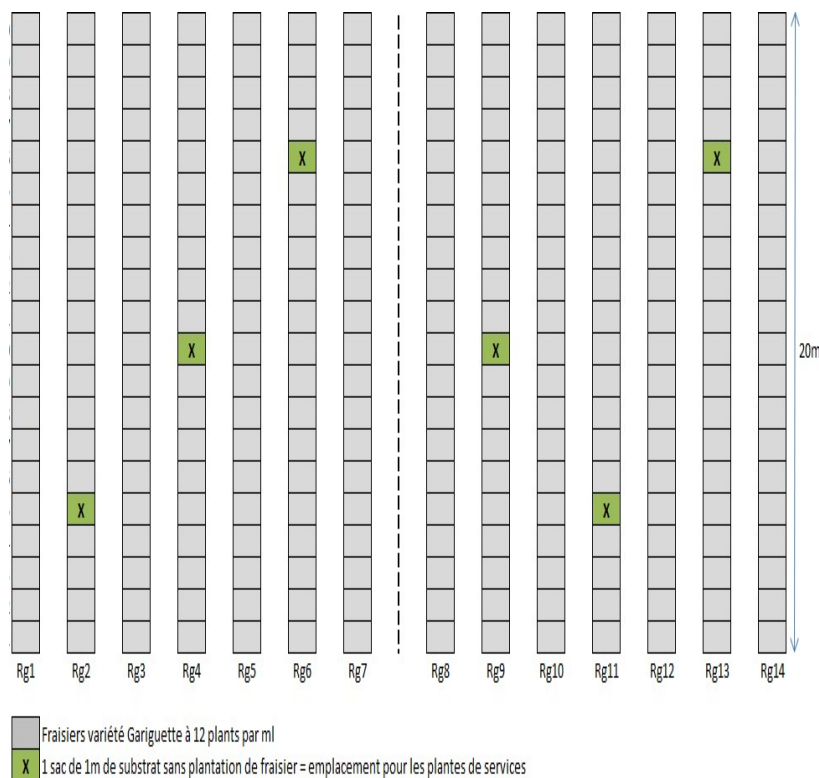 X X
20m
X X
X X
Rg1 Rg2 Rg3 Rg4 Rg5 Rg6 Rg7 Rg8 Rg9 Rg10 Rg11 Rg12 Rg13 Rg14
Fraisiers variété Gariguette à 12 plants par ml
X 1 sac de 1m de substrat sans plantation de fraisier = emplacement pour les plantes de services